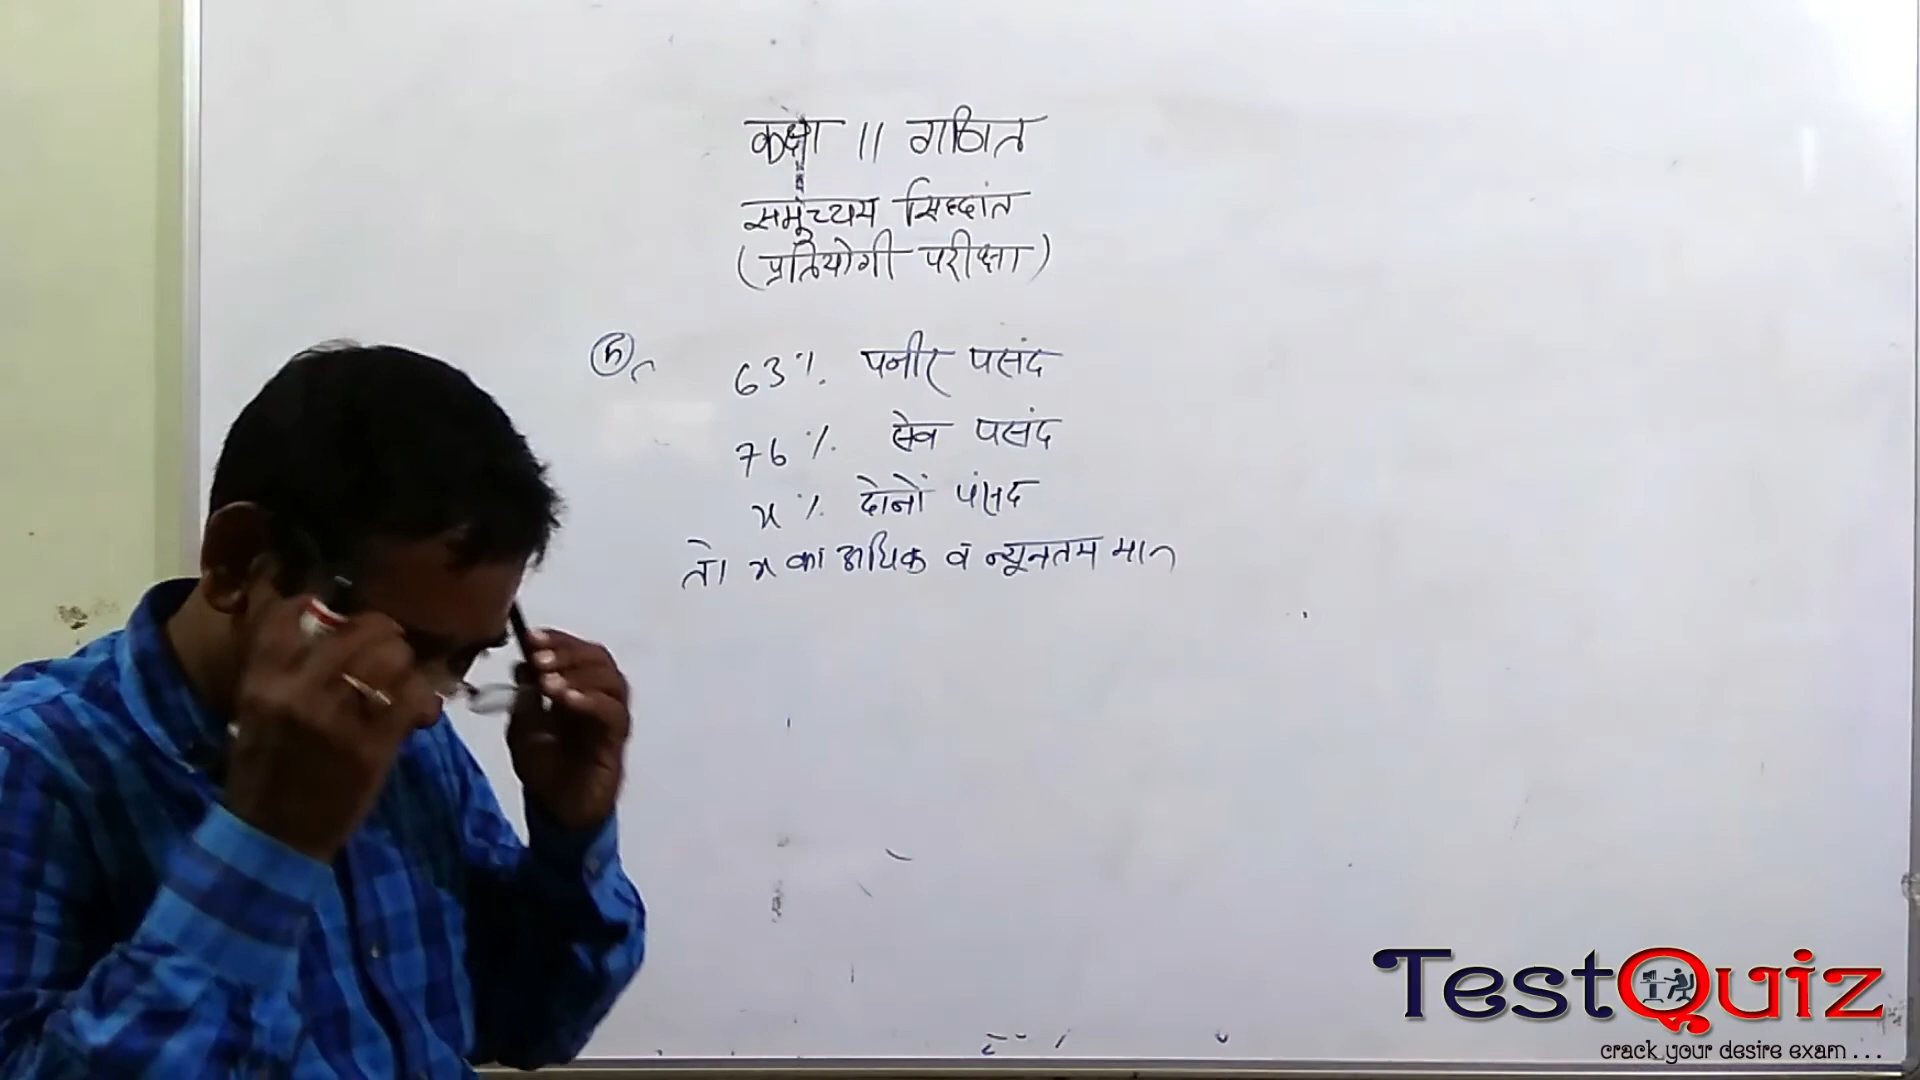 कक्षा 11 गणित
समुच्चय सिद्धांत
(प्रतियोगी परीक्षा)
63% पनीर पसंद
76% सेव पसंद
x% दोनों पंसद
तो x का अधिक व न्यूनतम मान
TestQuiz
crack your desire exam...